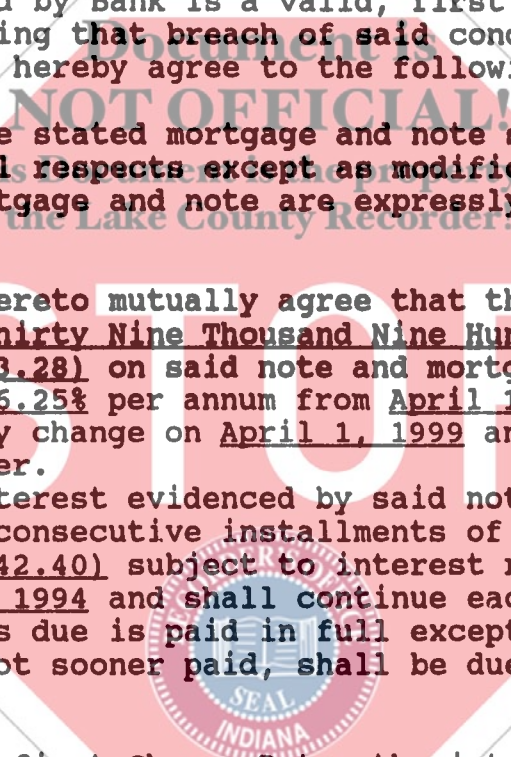 d by Bank is a valid, first
ing that breach of said cond
Document is
hereby agree to the followi
NOT OFFICIAL!
e stated mortgage and note s
l respects except as modifie
s Document is the property
tgage and note are expressly
the Lake County Recorder!
STOP
ereto mutually agree that th
hirty Nine Thousand Nine Hun
3.28) on said note and mortg
6.25% per annum from April 1
y change on April 1, 1999 an
er.
terest evidenced by said not
consecutive installments of
42.40) subject to interest r
1994 and shall continue eac
s due is paid in full except
ot sooner paid, shall be due
SEAL
INDIANA